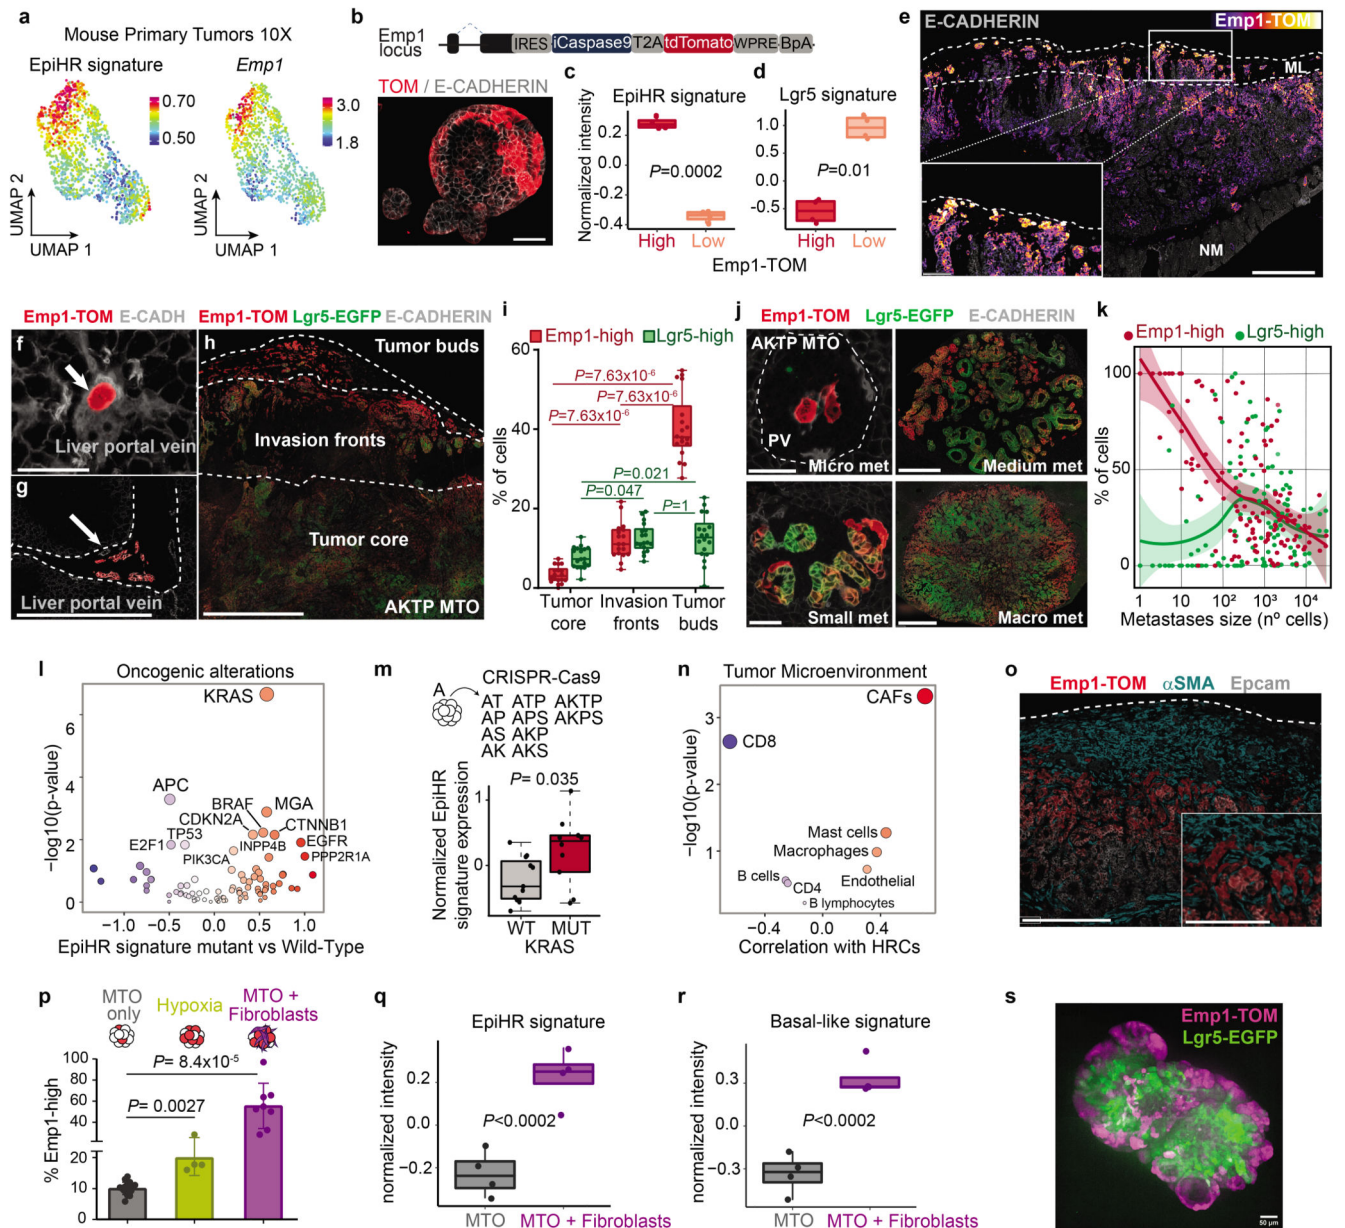 a
Mouse Primary Tumors 10X
EpiHR signature
Emp1
0.70
0.50
3.0
1.8
UMAP 2
UMAP 1
UMAP 2
UMAP 1
b
Emp1 locus
IRES iCaspase9 T2A tdTomato WPRE BpA
TOM / E-CADHERIN
c
EpiHR signature
Normalized intensity
0.2
0.0
−0.2
−0.4
P=0.0002
High Low
d
Lgr5 signature
1.0
0.5
0.0
−0.5
P=0.01
High Low
Emp1-TOM
e
E-CADHERIN
Emp1-TOM
ML
NM
f
Emp1-TOM E-CADH
Liver portal vein
g
Liver portal vein
h
Emp1-TOM Lgr5-EGFP E-CADHERIN
Tumor buds
Invasion fronts
Tumor core
AKTP MTO
i
Emp1-high Lgr5-high
% of cells
60
40
20
0
P=7.63x10-6
P=7.63x10-6
P=7.63x10-6
P=0.021
P=0.047
P=1
Tumor core
Invasion fronts
Tumor buds
j
Emp1-TOM Lgr5-EGFP E-CADHERIN
AKTP MTO
PV
Micro met
Medium met
Small met
Macro met
k
Emp1-high Lgr5-high
% of cells
100
50
0
1 10 10² 10³ 10⁴
Metastases size (nº cells)
l
Oncogenic alterations
−log10(p-value)
6
4
2
0
KRAS
APC
BRAF
MGA
CDKN2A
CTNNB1
TP53
E2F1
INPP4B
EGFR
PIK3CA
PPP2R1A
−1.0 −0.5 0.0 0.5 1.0
EpiHR signature mutant vs Wild-Type
m
CRISPR-Cas9
A
AT ATP AKTP
AP APS AKPS
AS AKP
AK AKS
Normalized EpiHR signature expression
P= 0.035
1
0
WT MUT
KRAS
n
Tumor Microenvironment
−log10(p-value)
3
2
1
CAFs
CD8
Mast cells
Macrophages
Endothelial
B cells
CD4
B lymphocytes
−0.4 0.0 0.4
Correlation with HRCs
o
Emp1-TOM αSMA Epcam
p
MTO only
Hypoxia
MTO + Fibroblasts
% Emp1-high
100
80
60
40
20
10
0
P= 8.4x10-5
P= 0.0027
q
EpiHR signature
normalized intensity
0.2
0.0
−0.2
P<0.0002
MTO MTO + Fibroblasts
r
Basal-like signature
normalized intensity
0.3
0.0
−0.3
P<0.0002
MTO MTO + Fibroblasts
s
Emp1-TOM
Lgr5-EGFP
50 µm